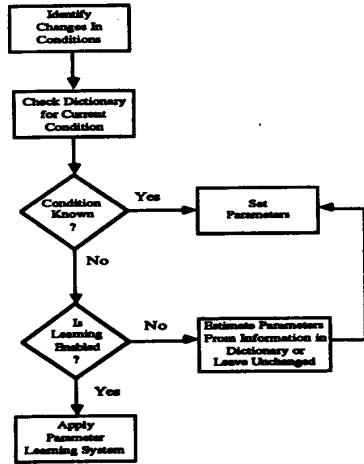 Identify
Changes In
Conditions
Check Dictionary
for Current
Condition
Condition
Known
?
Yes
Set
Parameters
No
Is
Learning
Enabled
?
No
Estimate Parameters
From Information in
Dictionary or
Leave Unchanged
Yes
Apply
Parameter
Learning System